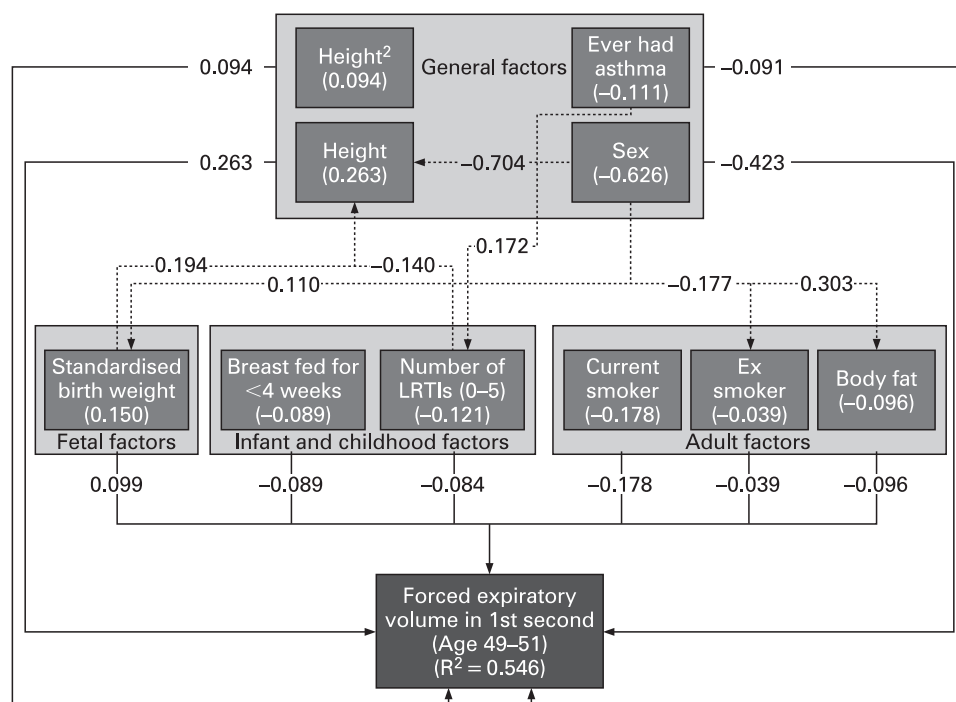 Height²
(0.094)
General factors
Ever had
asthma
(–0.111)
0.094
–0.091
Height
(0.263)
–0.704
Sex
(–0.626)
0.263
–0.423
0.172
0.194
–0.140
0.110
–0.177
0.303
Standardised
birth weight
(0.150)
Fetal factors
Breast fed for
<4 weeks
(–0.089)
Number of
LRTIs (0–5)
(–0.121)
Infant and childhood factors
Current
smoker
(–0.178)
Ex
smoker
(–0.039)
Body fat
(–0.096)
Adult factors
0.099
–0.089
–0.084
–0.178
–0.039
–0.096
Forced expiratory
volume in 1st second
(Age 49–51)
(R² = 0.546)